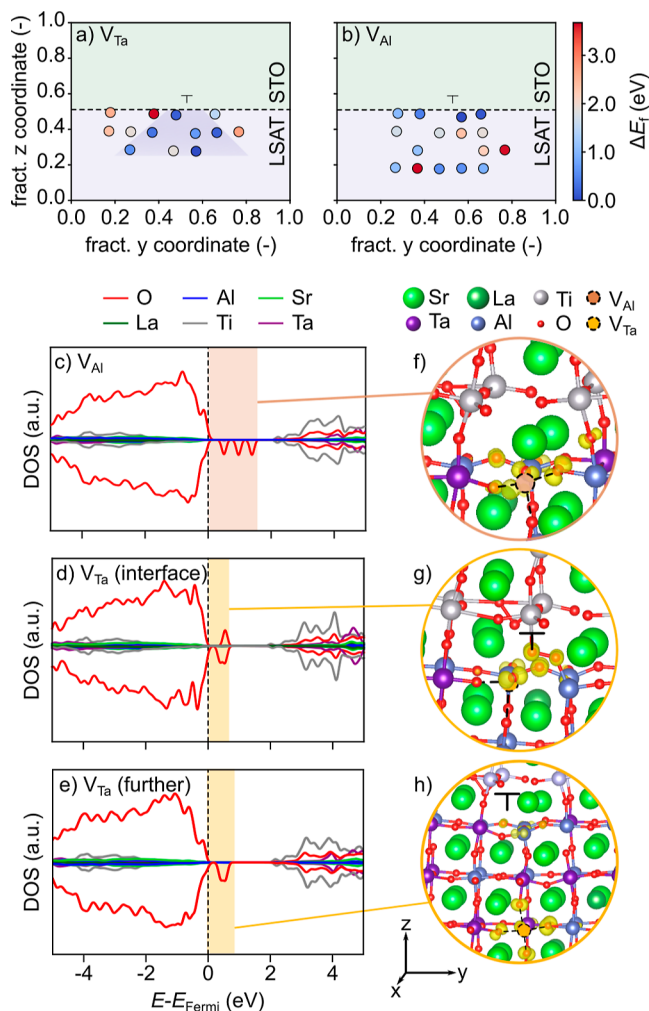 a) V_Ta
b) V_Al
STO
LSAT
STO
LSAT
1.0
0.8
0.6
0.4
0.2
0.0
fract. z coordinate (-)
0.0 0.2 0.4 0.6 0.8 1.0
0.0 0.2 0.4 0.6 0.8 1.0
fract. y coordinate (-)
fract. y coordinate (-)
3.0
2.0
1.0
0.0
ΔE_f (eV)
O Al Sr
La Ti Ta
Sr La Ti V_Al
Ta Al O V_Ta
c) V_Al
DOS (a.u.)
f)
d) V_Ta (interface)
DOS (a.u.)
g)
e) V_Ta (further)
DOS (a.u.)
h)
-4 -2 0 2 4
E-E_Fermi (eV)
z
y
x